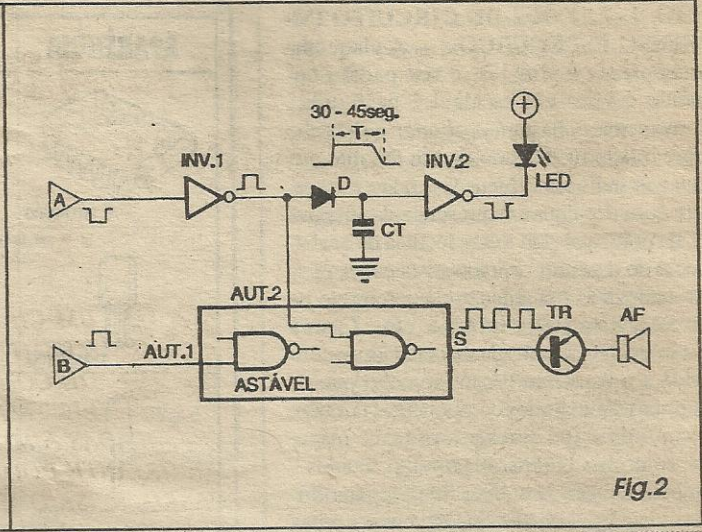 30 - 45seg.
T
+
INV.1
INV.2
LED
A
D
CT
AUT.2
TR
AF
B
AUT.1
S
ASTÁVEL
Fig.2